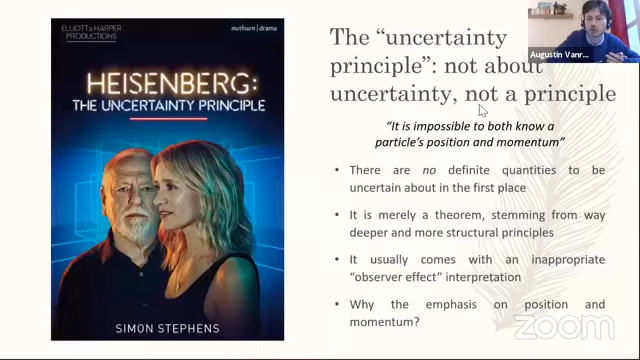 ELLIOTT & HARPER
PRODUCTIONS
methuen | drama
HEISENBERG:
THE UNCERTAINTY PRINCIPLE
SIMON STEPHENS
The “uncertainty
principle”: not about
uncertainty, not a principle
“It is impossible to both know a
particle’s position and momentum”
• There are no definite quantities to be
uncertain about in the first place
• It is merely a theorem, stemming from way
deeper and more structural principles
• It usually comes with an inappropriate
“observer effect” interpretation
• Why the emphasis on position and
momentum?
Augustin Vanr...
zoom